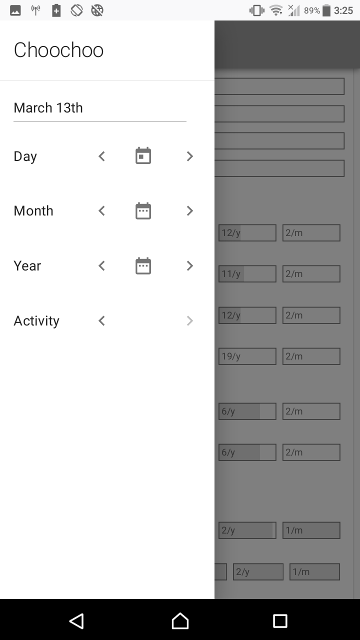 89% 3:25
Choochoo
March 13th
Day
Month
Year
Activity
12/y 2/m
11/y 2/m
12/y 2/m
19/y 2/m
6/y 2/m
6/y 2/m
2/y 1/m
2/y 1/m